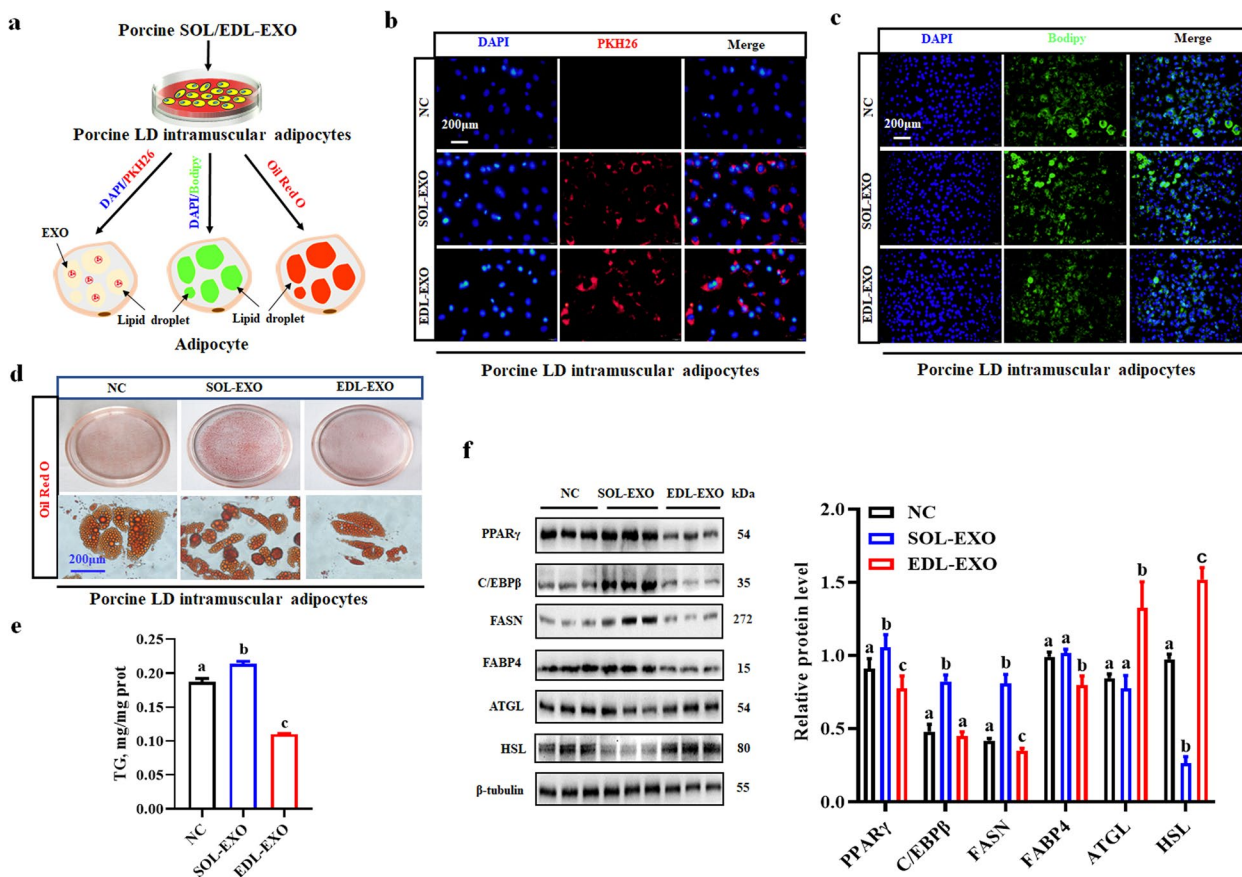 a
Porcine SOL/EDL-EXO
Porcine LD intramuscular adipocytes
DAPI/PKH26
DAPI/Bodipy
Oil Red O
EXO
Lipid droplet
Lipid droplet
Adipocyte
b
DAPI PKH26 Merge
NC
200μm
SOL-EXO
EDL-EXO
Porcine LD intramuscular adipocytes
c
DAPI Bodipy Merge
NC
200μm
SOL-EXO
EDL-EXO
Porcine LD intramuscular adipocytes
d
NC SOL-EXO EDL-EXO
Oil Red O
200μm
Porcine LD intramuscular adipocytes
e
TG, mg/mg prot
0.25
0.20
0.15
0.10
0.05
0.00
a
b
c
NC
SOL-EXO
EDL-EXO
f
NC SOL-EXO EDL-EXO kDa
PPARγ 54
C/EBPβ 35
FASN 272
FABP4 15
ATGL 54
HSL 80
β-tubulin 55
Relative protein level
2.0
1.5
1.0
0.5
0.0
NC
SOL-EXO
EDL-EXO
a b c
a b a
a b c
a a b
a a b
a b c
PPARγ
C/EBPβ
FASN
FABP4
ATGL
HSL